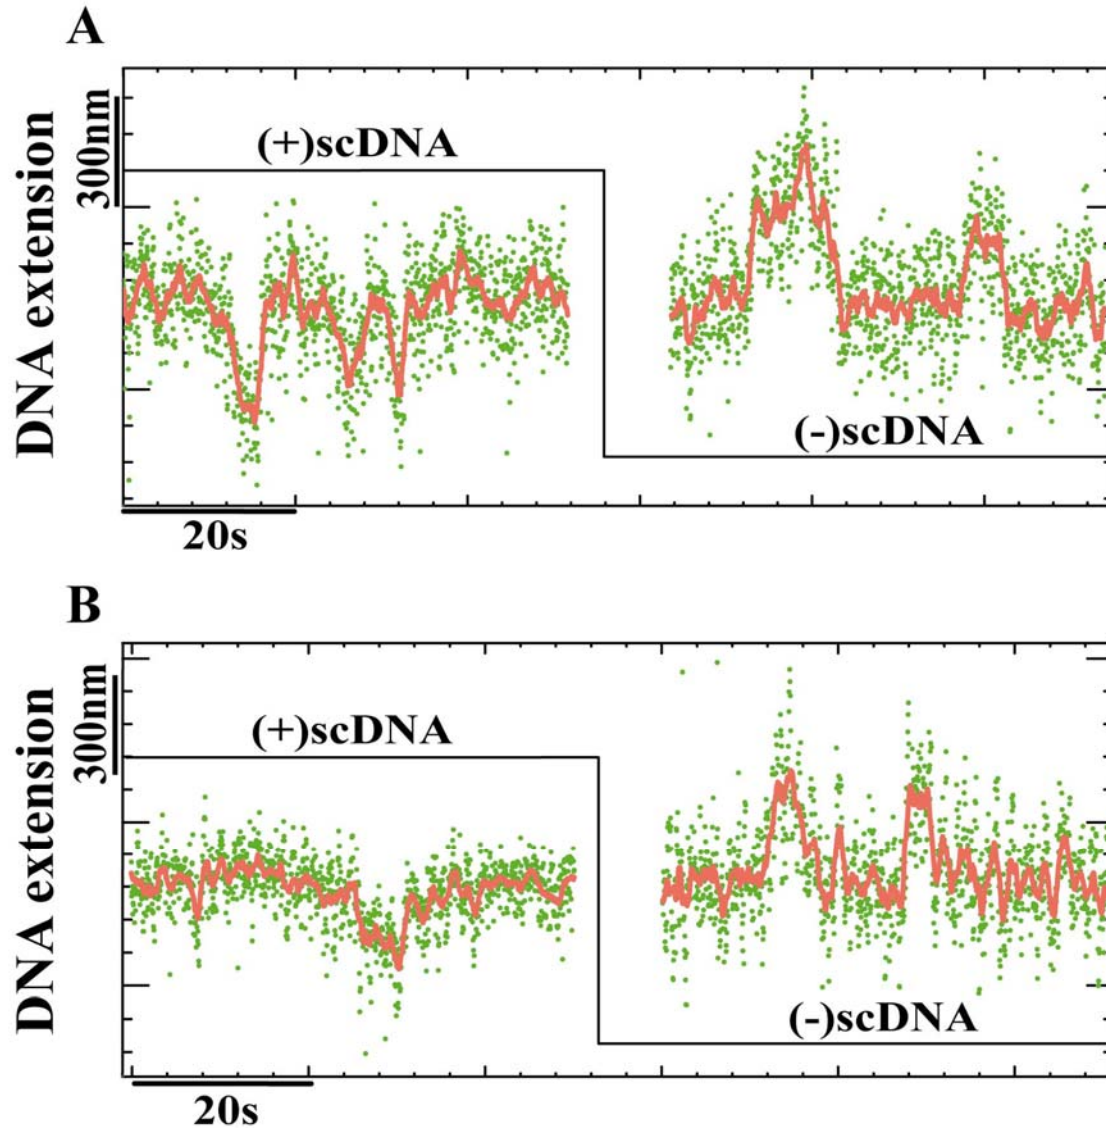 A
DNA extension
300nm
(+)scDNA
(-)scDNA
20s
B
DNA extension
300nm
(+)scDNA
(-)scDNA
20s